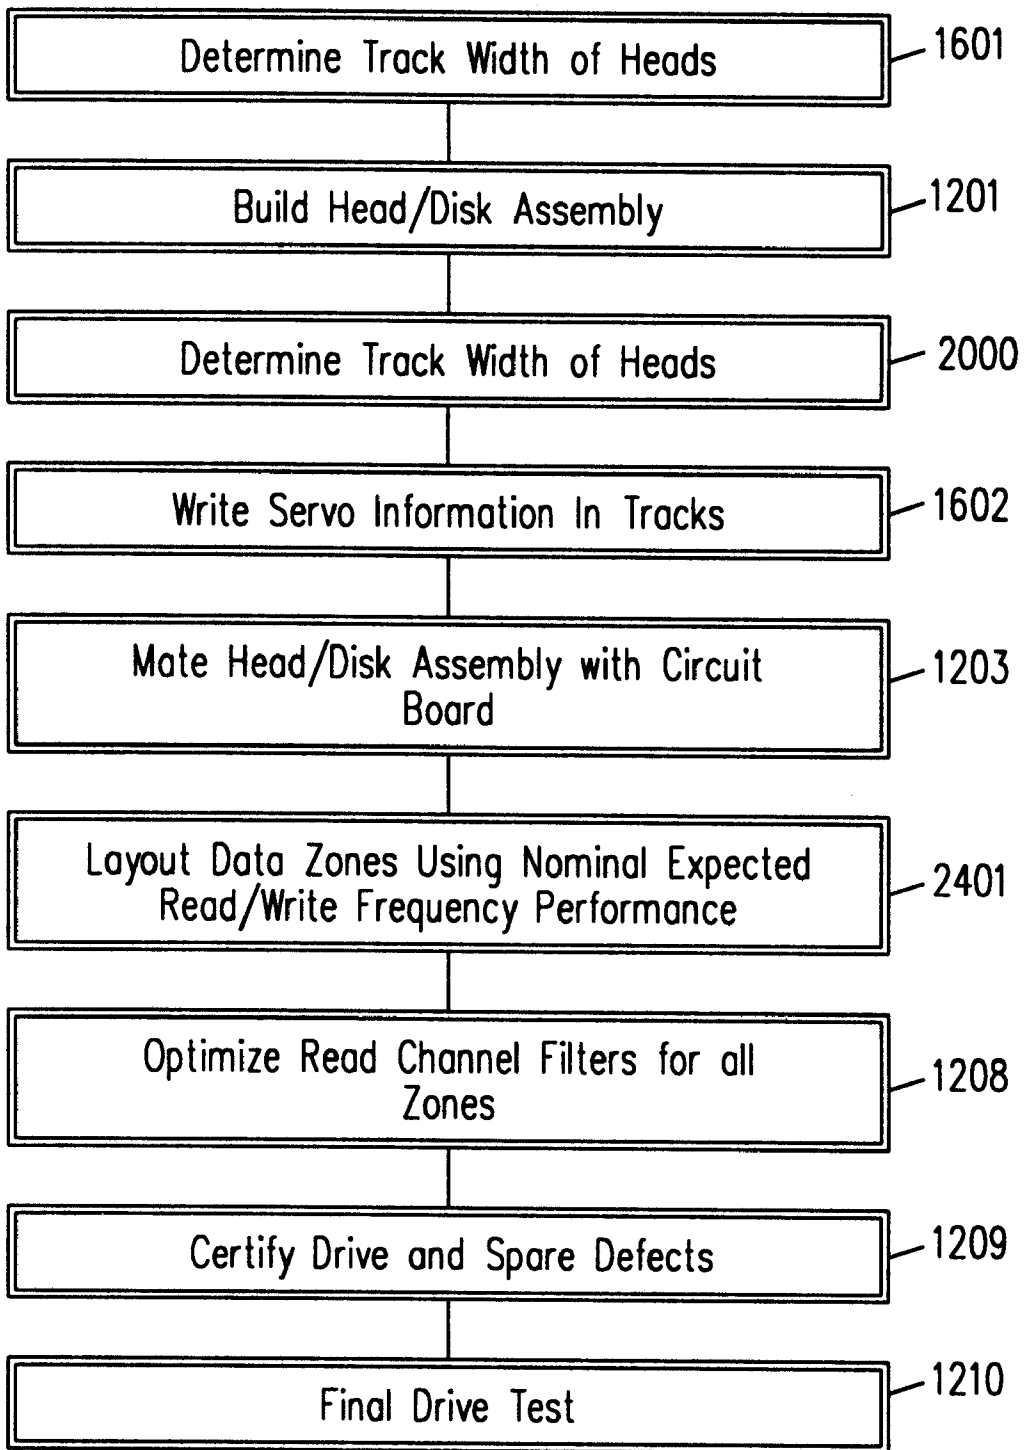 Determine Track Width of Heads
1601
Build Head/Disk Assembly
1201
Determine Track Width of Heads
2000
Write Servo Information In Tracks
1602
Mate Head/Disk Assembly with Circuit
Board
1203
Layout Data Zones Using Nominal Expected
Read/Write Frequency Performance
2401
Optimize Read Channel Filters for all
Zones
1208
Certify Drive and Spare Defects
1209
Final Drive Test
1210